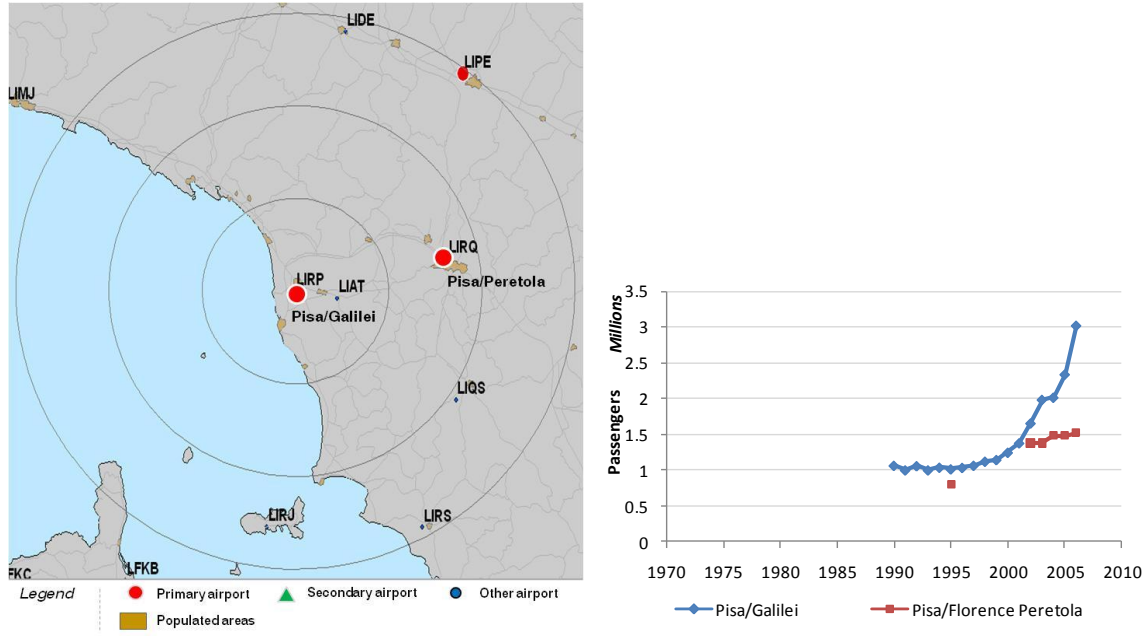 LIDE
LIPE
LIMJ
LIRQ
Pisa/Peretola
LIRP
LIAT
Pisa/Galilei
LIQS
LIRJ
LIRS
LFKB
FKC
Legend
Primary airport
Secondary airport
Other airport
Populated areas
Millions
Passengers
3.5
3
2.5
2
1.5
1
0.5
0
1970 1975 1980 1985 1990 1995 2000 2005 2010
Pisa/Galilei
Pisa/Florence Peretola